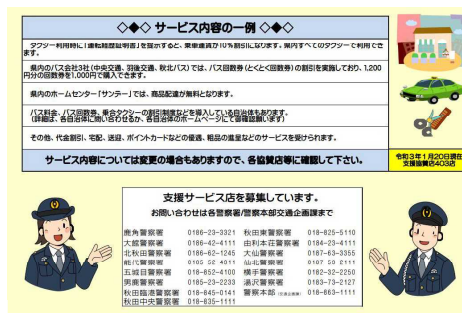 ◇◆◇ サービス内容の一例 ◇◆◇
タクシー利用時に「運転経歴証明書」を提示すると、乗車運賃が10%割引になります。県内すべてのタクシーで利用でき
ます。
県内のバス会社3社(中央交通、羽後交通、秋北バス)では、バス回数券(とくとく回数券)の割引を実施しており、1,200
円分の回数券を1,000円で購入できます。
県内のホームセンター「サンデー」では、商品配達が無料となります。
バス料金、バス回数券、乗合タクシーの割引制度などを導入している自治体もあります。
(詳細は、各自治体に問い合わせるか、各自治体のホームページにて御確認願います)
その他、代金割引、宅配、送迎、ポイントカードなどの優遇、粗品の進呈などのサービスを受けられます。
サービス内容については変更の場合もありますので、各協賛店等に確認して下さい。
令和3年1月20日現在
支援協賛店403店
支援サービス店を募集しています。
お問い合わせは各警察署/警察本部交通企画課まで
鹿角警察署 0186-23-3321 秋田東警察署 018-825-5110
大館警察署 0186-42-4111 由利本荘警察署 0184-23-4111
北秋田警察署 0186-62-1245 大仙警察署 0187-63-3355
能代警察署 0185-52-4311 仙北警察署 0187-53-2111
五城目警察署 018-852-4100 横手警察署 0182-32-2250
男鹿警察署 0185-23-2233 湯沢警察署 0183-73-2127
秋田臨港警察署 018-845-0141 警察本部 018-863-1111
秋田中央警察署 018-835-1111